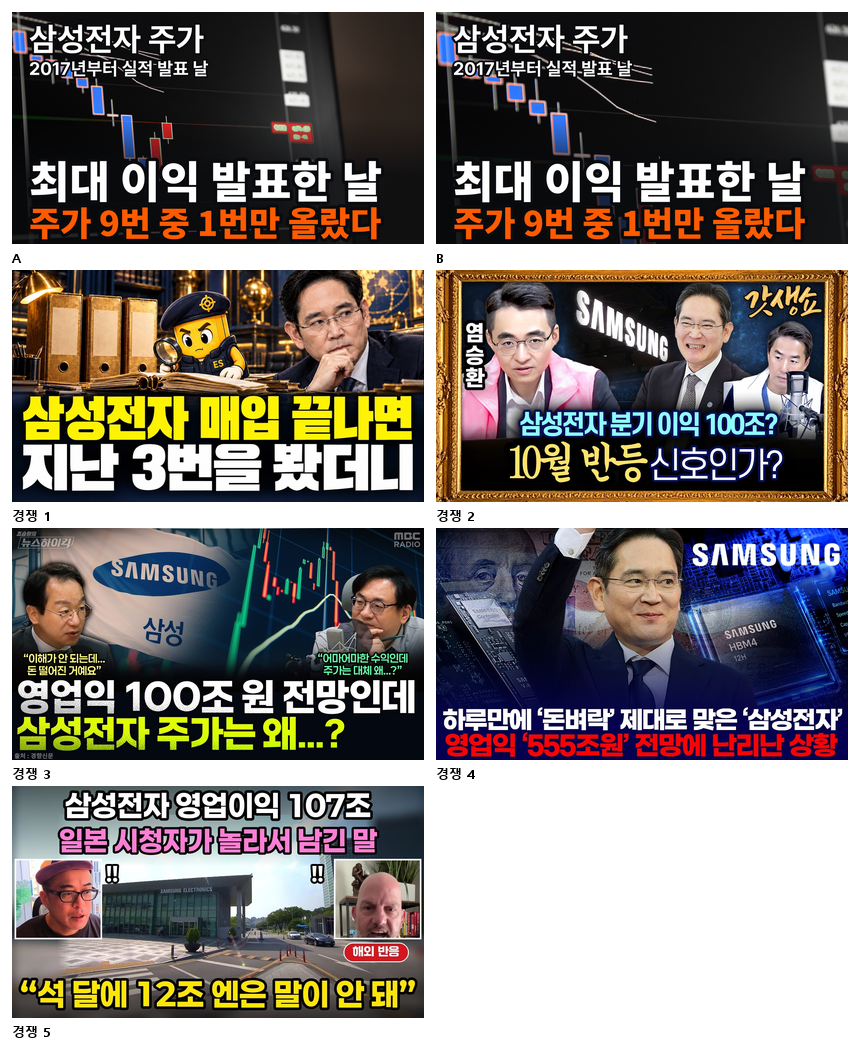 삼성전자 주가
2017년부터 실적 발표 날
최대 이익 발표한 날
주가 9번 중 1번만 올랐다
A
삼성전자 주가
2017년부터 실적 발표 날
최대 이익 발표한 날
주가 9번 중 1번만 올랐다
B
ES
삼성전자 매입 끝나면
지난 3번을 봤더니
경쟁 1
갓생쇼
염승환
SAMSUNG
삼성전자 분기 이익 100조?
10월 반등 신호인가?
경쟁 2
뉴스하이킥
MBC
RADIO
SAMSUNG
삼성
“이해가 안 되는데...
돈 떨어진 거예요”
“어마어마한 수익인데
주가는 대체 왜...?”
영업익 100조 원 전망인데
삼성전자 주가는 왜...?
출처 : 경향신문
경쟁 3
SAMSUNG
SAMSUNG
HBM4
12H
하루만에 ‘돈벼락’ 제대로 맞은 ‘삼성전자’
영업익 ‘555조원’ 전망에 난리난 상황
경쟁 4
삼성전자 영업이익 107조
일본 시청자가 놀라서 남긴 말
!!
!!
SAMSUNG ELECTRONICS
해외 반응
“석 달에 12조 엔은 말이 안 돼”
경쟁 5